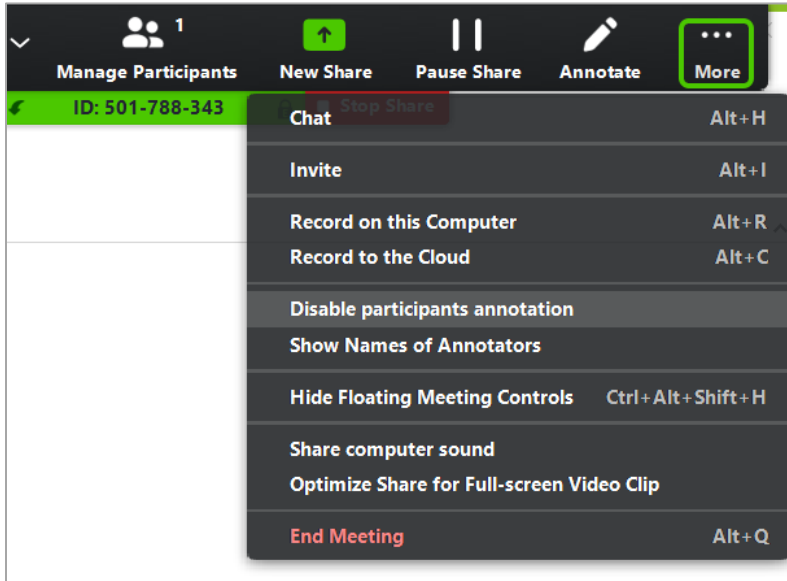 1
Manage Participants New Share Pause Share Annotate More
ID: 501-788-343 Stop Share
Chat Alt+H
Invite Alt+I
Record on this Computer Alt+R
Record to the Cloud Alt+C
Disable participants annotation
Show Names of Annotators
Hide Floating Meeting Controls Ctrl+Alt+Shift+H
Share computer sound
Optimize Share for Full-screen Video Clip
End Meeting Alt+Q